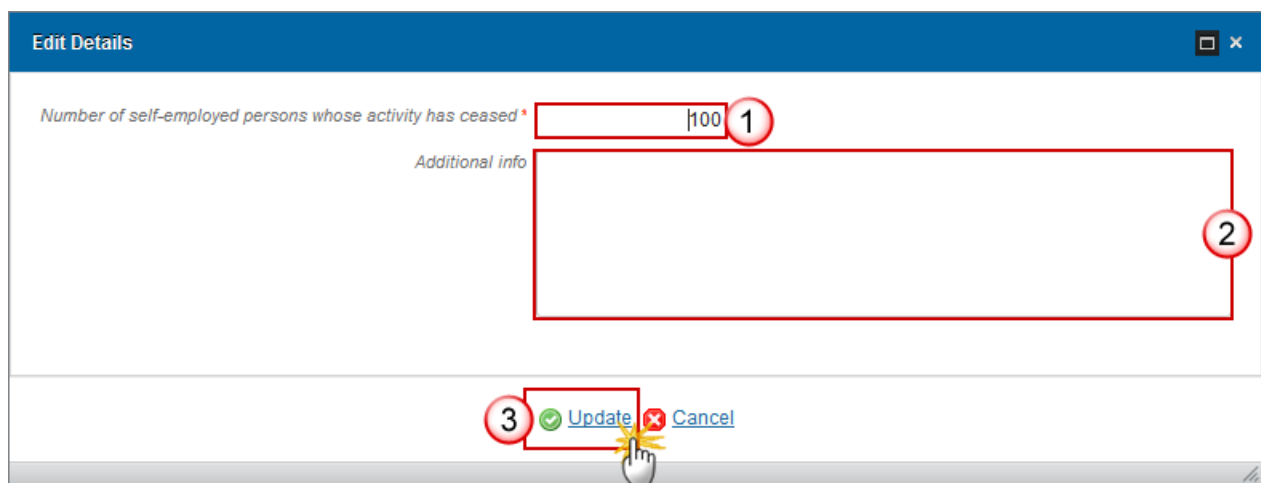 Edit Details
Number of self-employed persons whose activity has ceased * 100 1
Additional info
2
3 Update Cancel